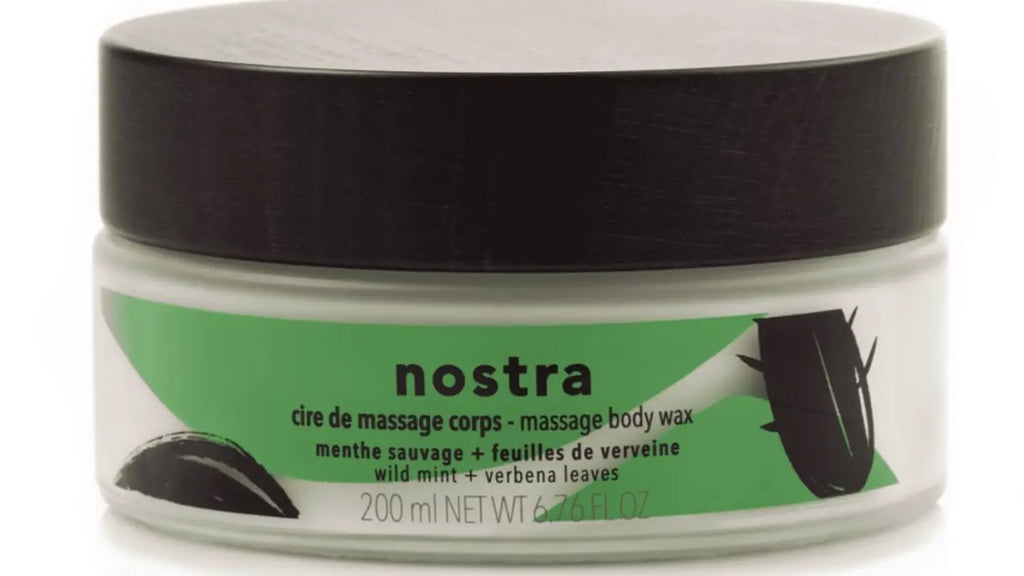 nostra
cire de massage corps - massage body wax
menthe sauvage + feuilles de verveine
wild mint + verbena leaves
200 ml NET WT 6,76 FL OZ